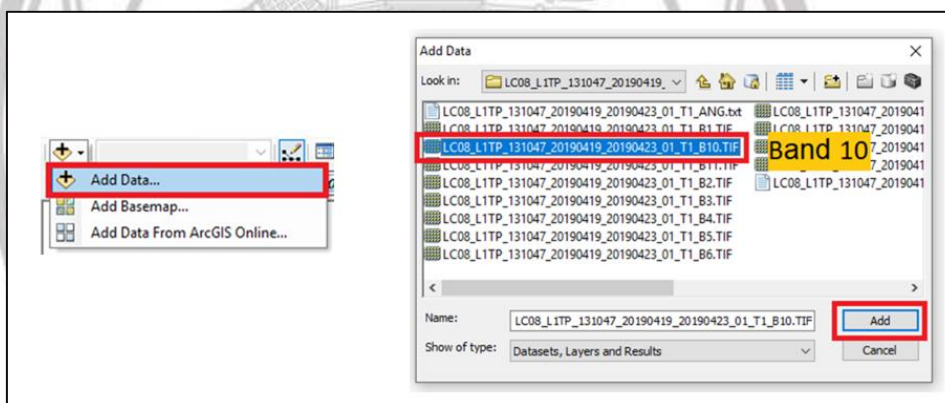 Add Data...
Add Basemap...
Add Data From ArcGIS Online...
Add Data
Look in: LC08_L1TP_131047_20190419_
LC08_L1TP_131047_20190419_20190423_01_T1_ANG.txt
LC08_L1TP_131047_20190419_20190423_01_T1_B1.TIF
LC08_L1TP_131047_20190419_20190423_01_T1_B10.TIF
LC08_L1TP_131047_20190419_20190423_01_T1_B11.TIF
LC08_L1TP_131047_20190419_20190423_01_T1_B2.TIF
LC08_L1TP_131047_20190419_20190423_01_T1_B3.TIF
LC08_L1TP_131047_20190419_20190423_01_T1_B4.TIF
LC08_L1TP_131047_20190419_20190423_01_T1_B5.TIF
LC08_L1TP_131047_20190419_20190423_01_T1_B6.TIF
LC08_L1TP_131047_2019041
LC08_L1TP_131047_2019041
Band 10 7_2019041
LC08_L1TP_131047_2019041
Name: LC08_L1TP_131047_20190419_20190423_01_T1_B10.TIF Add
Show of type: Datasets, Layers and Results Cancel